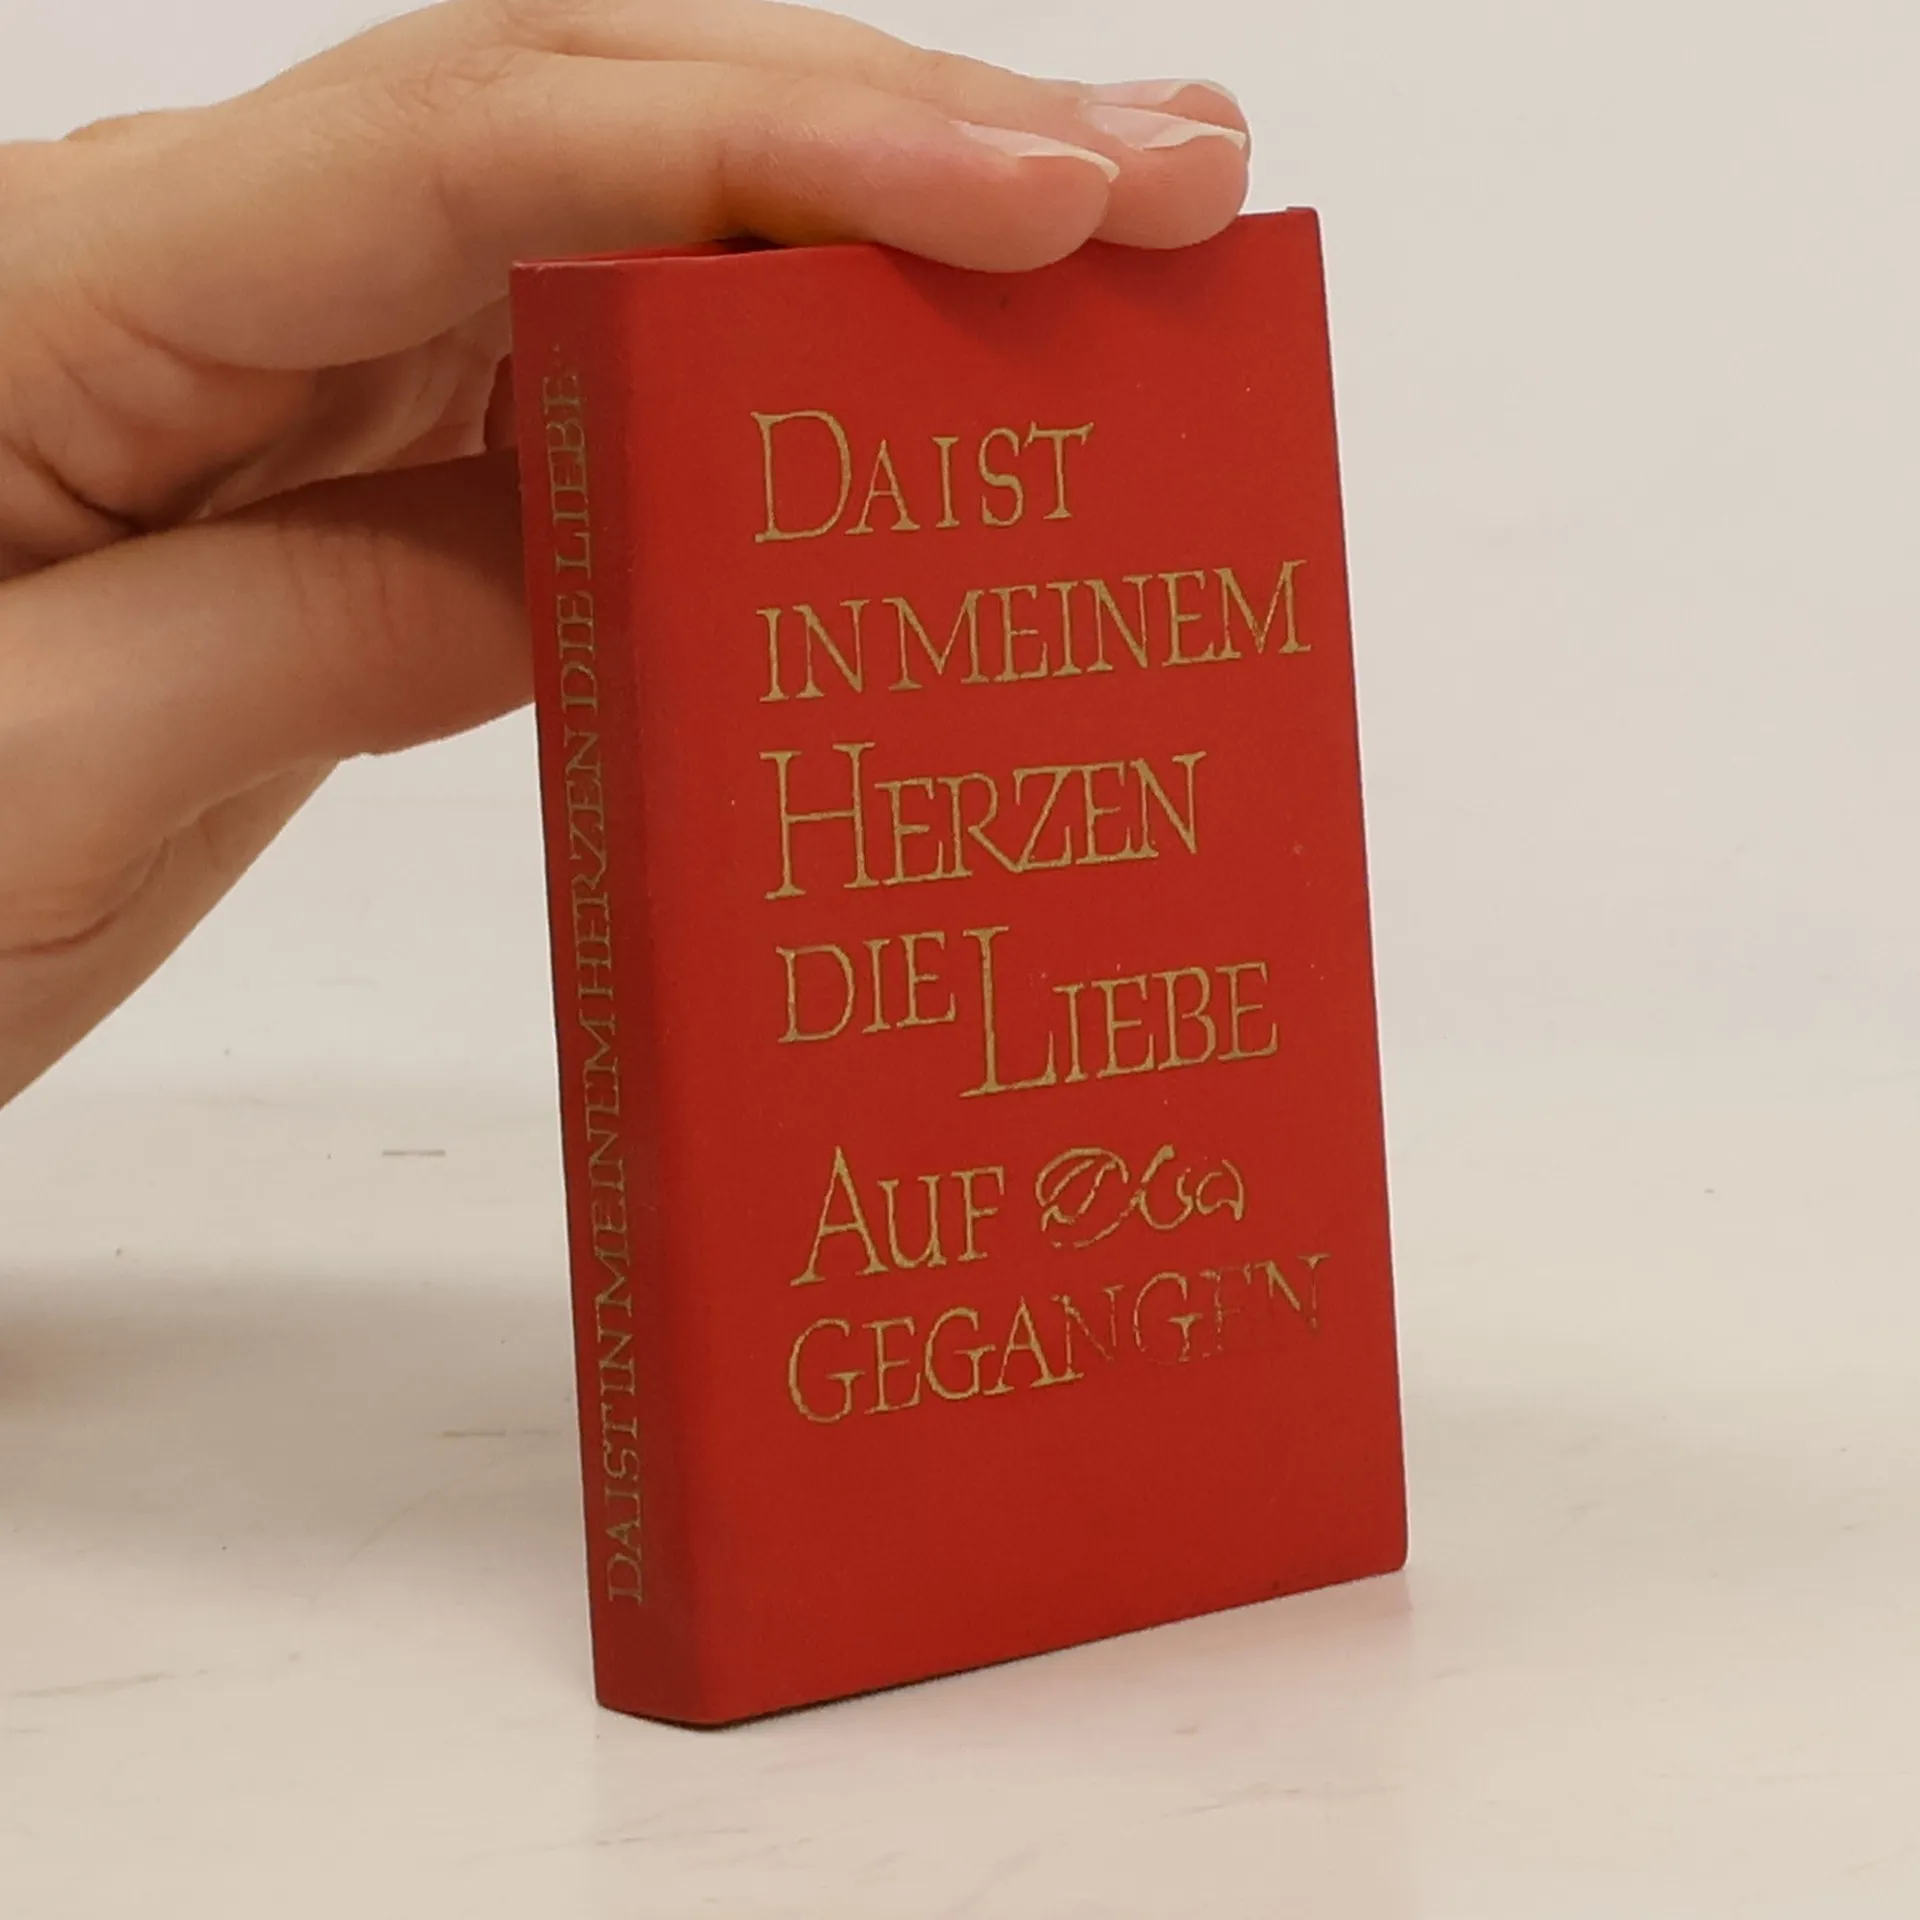 DA IST
IN MEINEM
HERZEN
DIE LIEBE
AUF
GEGANGEN
DA IST IN MEINEM HERZEN DIE LIEBE